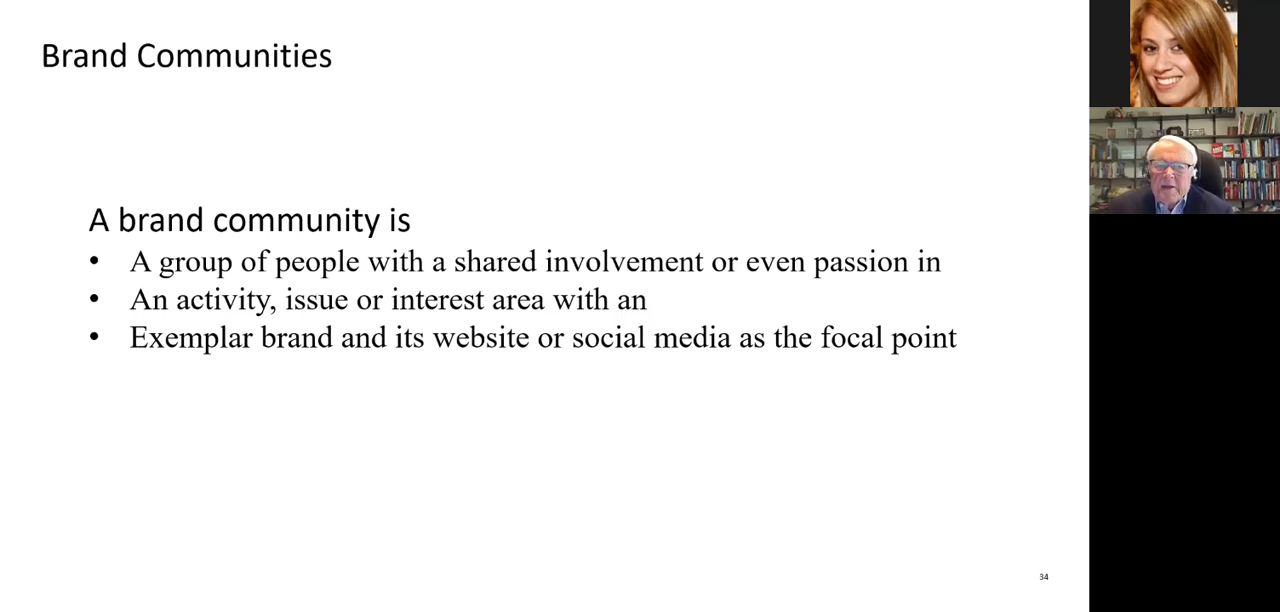 Brand Communities
A brand community is
• A group of people with a shared involvement or even passion in
• An activity, issue or interest area with an
• Exemplar brand and its website or social media as the focal point
34